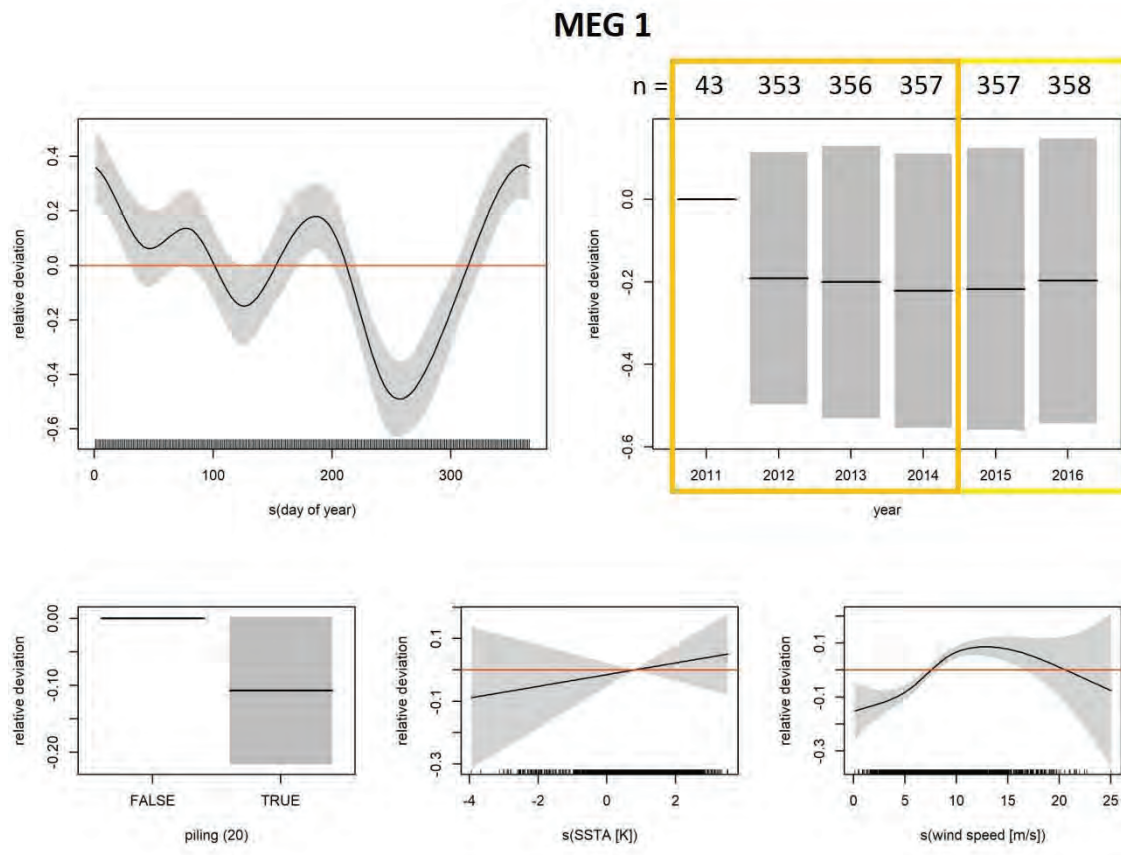 MEG 1
n = 43 353 356 357 357 358
relative deviation
0.4
0.2
0.0
-0.2
-0.4
-0.6
0 100 200 300
s(day of year)
relative deviation
0.0
-0.2
-0.4
-0.6
2011 2012 2013 2014 2015 2016
year
relative deviation
0.00
-0.10
-0.20
FALSE TRUE
piling (20)
relative deviation
0.1
-0.1
-0.3
-4 -2 0 2
s(SSTA [K])
relative deviation
0.1
-0.1
-0.3
0 5 10 15 20 25
s(wind speed [m/s])